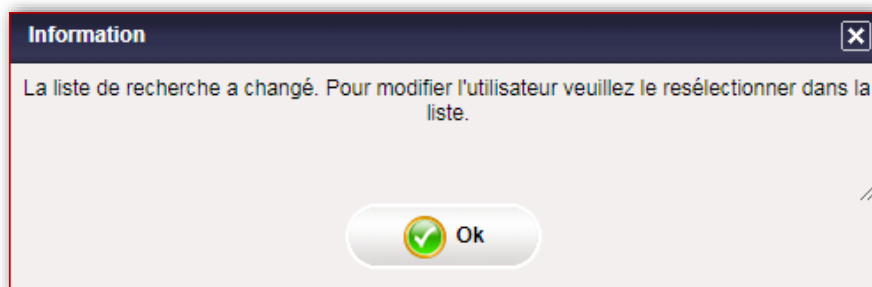 Information
La liste de recherche a changé. Pour modifier l'utilisateur veuillez le resélectionner dans la
liste.
Ok